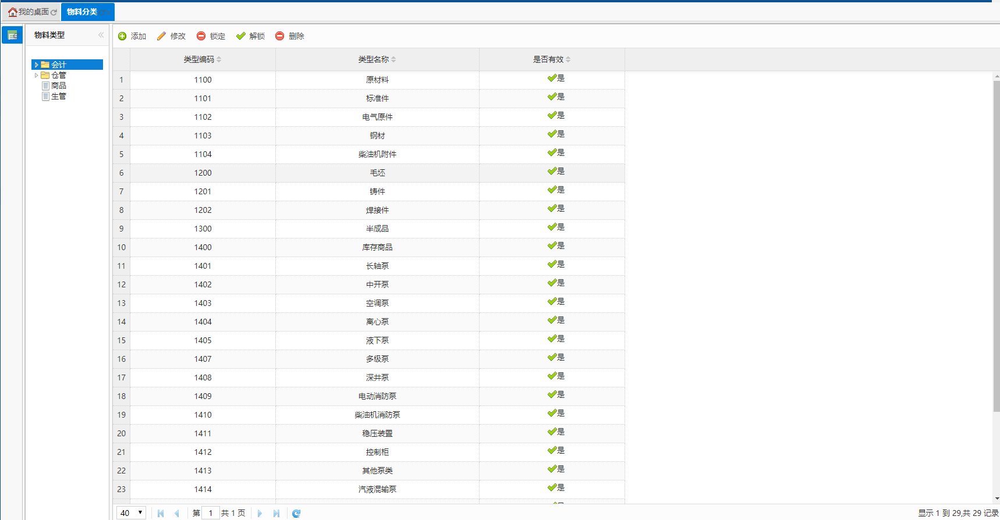 我的桌面 物料分类
物料类型
会计
仓管
商品
生管
添加 修改 锁定 解锁 删除
类型编码 类型名称 是否有效
1 1100 原材料 是
2 1101 标准件 是
3 1102 电气原件 是
4 1103 钢材 是
5 1104 柴油机附件 是
6 1200 毛坯 是
7 1201 铸件 是
8 1202 焊接件 是
9 1300 半成品 是
10 1400 库存商品 是
11 1401 长轴泵 是
12 1402 中开泵 是
13 1403 空调泵 是
14 1404 离心泵 是
15 1405 液下泵 是
16 1407 多级泵 是
17 1408 深井泵 是
18 1409 电动消防泵 是
19 1410 柴油机消防泵 是
20 1411 稳压装置 是
21 1412 控制柜 是
22 1413 其他泵类 是
23 1414 汽液混输泵 是
40 第 1 共 1 页 显示 1 到 29,共 29 记录